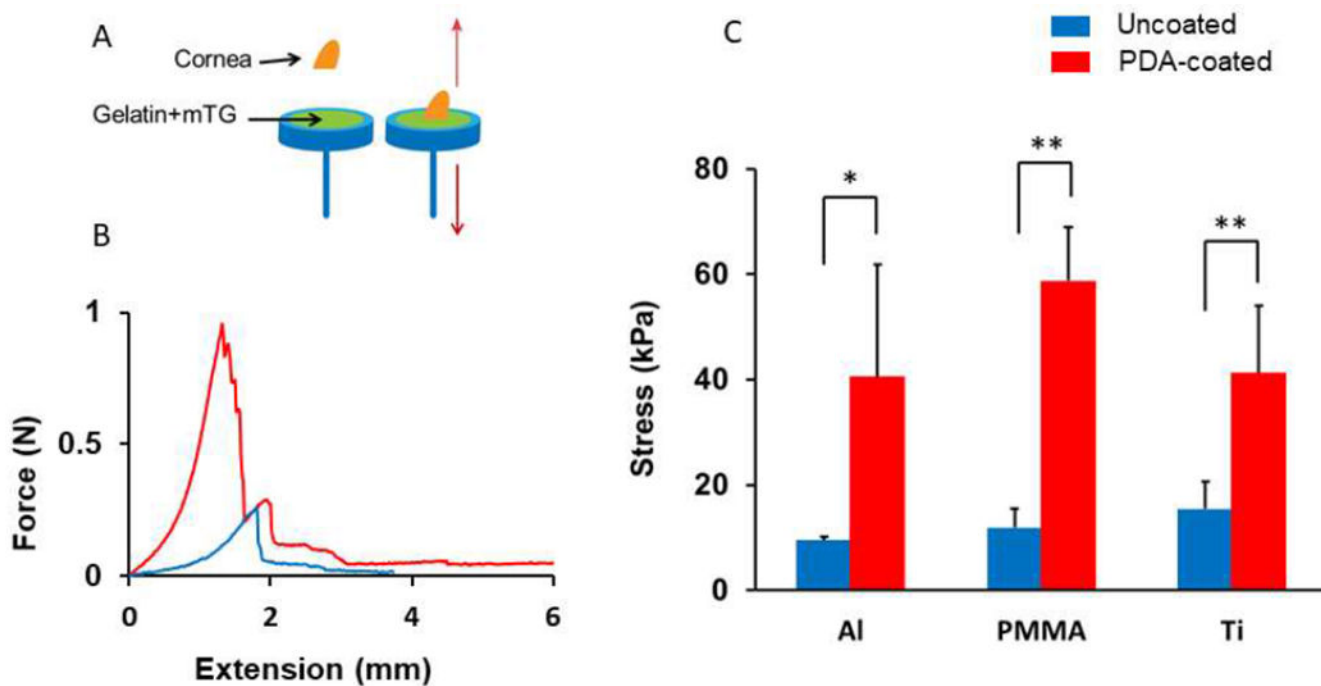 A
Cornea
Gelatin+mTG
B
1
0.5
0
0
2
4
6
Force (N)
Extension (mm)
C
Uncoated
PDA-coated
80
60
40
20
0
Stress (kPa)
*
**
**
Al
PMMA
Ti